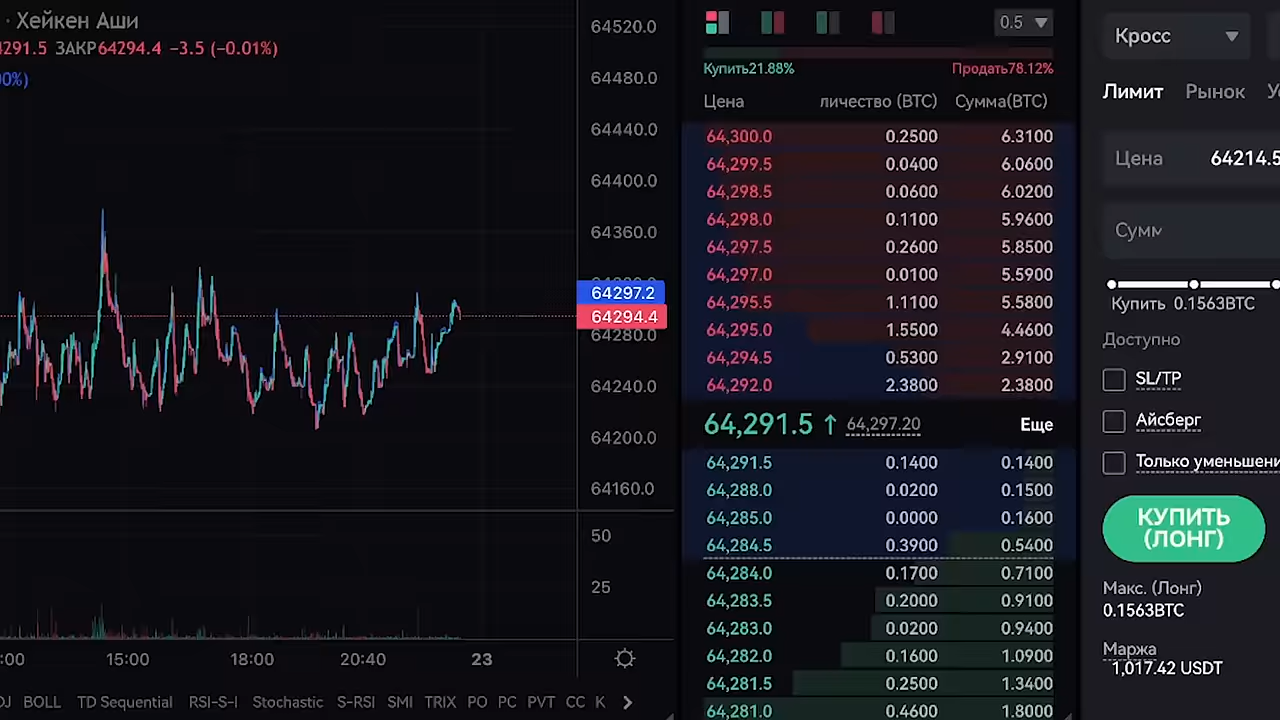 · Хейкен Аши
4291.5 ЗАКР64294.4 −3.5 (−0.01%)
00%)
64520.0
64480.0
64440.0
64400.0
64360.0
64297.2
64294.4
64280.0
64240.0
64200.0
64160.0
50
25
:00 15:00 18:00 20:40 23
DJ BOLL TD Sequential RSI-S-I Stochastic S-RSI SMI TRIX PO PC PVT CC K
0.5
Купить21.88% Продать78.12%
Цена личество (BTC) Сумма(BTC)
64,300.0 0.2500 6.3100
64,299.5 0.0400 6.0600
64,298.5 0.0600 6.0200
64,298.0 0.1100 5.9600
64,297.5 0.2600 5.8500
64,297.0 0.0100 5.5900
64,295.5 1.1100 5.5800
64,295.0 1.5500 4.4600
64,294.5 0.5300 2.9100
64,292.0 2.3800 2.3800
64,291.5 ↑ 64,297.20 Еще
64,291.5 0.1400 0.1400
64,288.0 0.0200 0.1500
64,285.0 0.0000 0.1600
64,284.5 0.3900 0.5400
64,284.0 0.1700 0.7100
64,283.5 0.2000 0.9100
64,283.0 0.0200 0.9400
64,282.0 0.1600 1.0900
64,281.5 0.2500 1.3400
64,281.0 0.4600 1.8000
Кросс
Лимит Рынок Ус
Цена 64214.5
Сумм
Купить 0.1563BTC
Доступно
SL/TP
Айсберг
Только уменьшени
КУПИТЬ
(ЛОНГ)
Макс. (Лонг)
0.1563BTC
Маржа
1,017.42 USDT